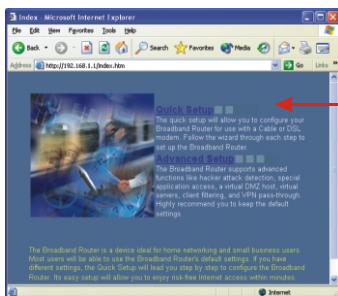 Index - Microsoft Internet Explorer
File Edit View Favorites Tools Help
Back Search Favorites Media
Address http://192.168.1.1/index.htm Go Links »
Quick Setup
The quick setup will allow you to configure your
Broadband Router for use with a Cable or DSL
modem. Follow the wizard through each step to
set up the Broadband Router.
Advanced Setup
The Broadband Router supports advanced
functions like hacker attack detection, special
application access, a virtual DMZ host, virtual
servers, client filtering, and VPN pass-through.
Highly recommend you to keep the default
settings.
The Broadband Router is a device ideal for home networking and small business users.
Most users will be able to use the Broadband Router's default settings. If you have
different settings, the Quick Setup will lead you step by step to configure the Broadband
Router. Its easy setup will allow you to enjoy risk-free Internet access within minutes.
Internet